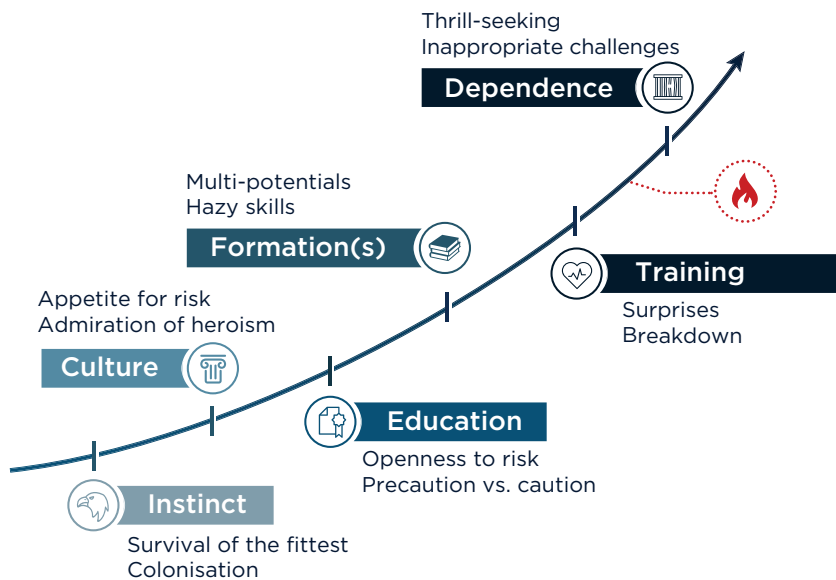 Thrill-seeking
Inappropriate challenges
Dependence
Multi-potentials
Hazy skills
Formation(s)
Training
Surprises
Breakdown
Appetite for risk
Admiration of heroism
Culture
Education
Openness to risk
Precaution vs. caution
Instinct
Survival of the fittest
Colonisation